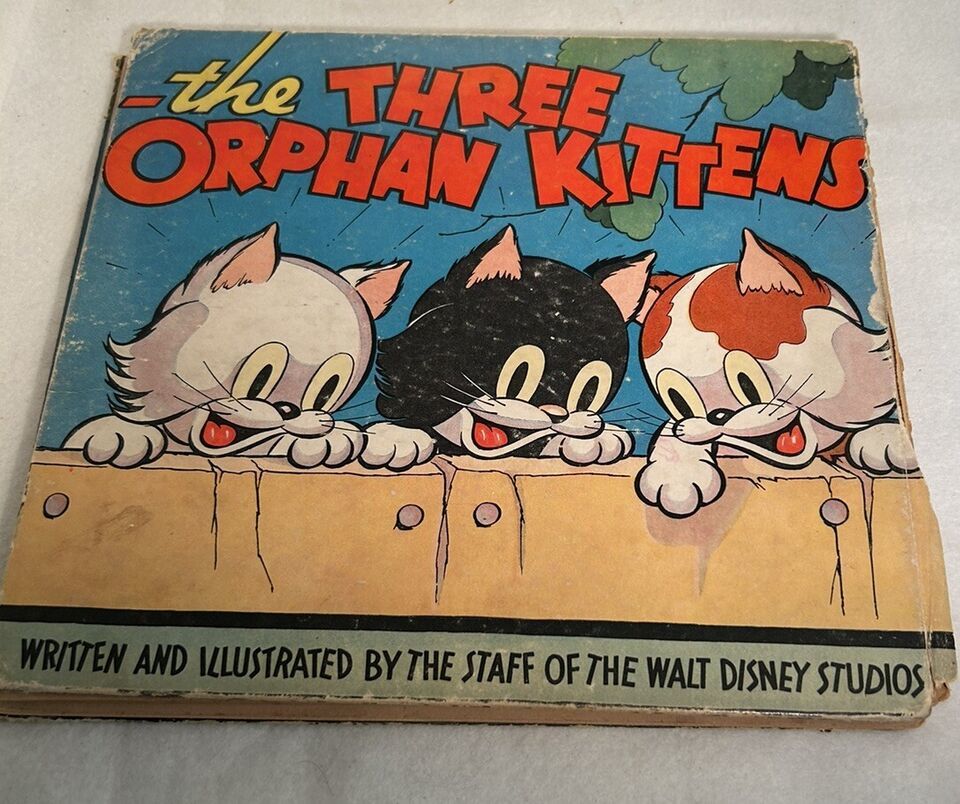 the THREE
ORPHAN KITTENS
WRITTEN AND ILLUSTRATED BY THE STAFF OF THE WALT DISNEY STUDIOS